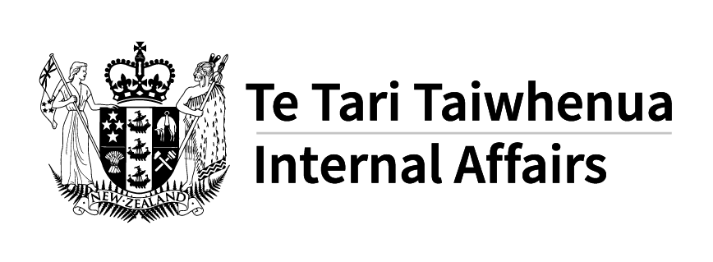 Te Tari Taiwhenua
Internal Affairs
NEW·ZEALAND